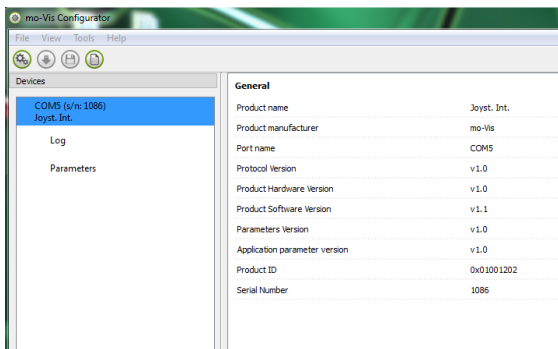 mo-Vis Configurator
File View Tools Help
Devices
COM5 (s/n: 1086)
Joyst. Int.
Log
Parameters
General
Product name Joyst. Int.
Product manufacturer mo-Vis
Port name COM5
Protocol Version v1.0
Product Hardware Version v1.0
Product Software Version v1.1
Parameters Version v1.0
Application parameter version v1.0
Product ID 0x01001202
Serial Number 1086